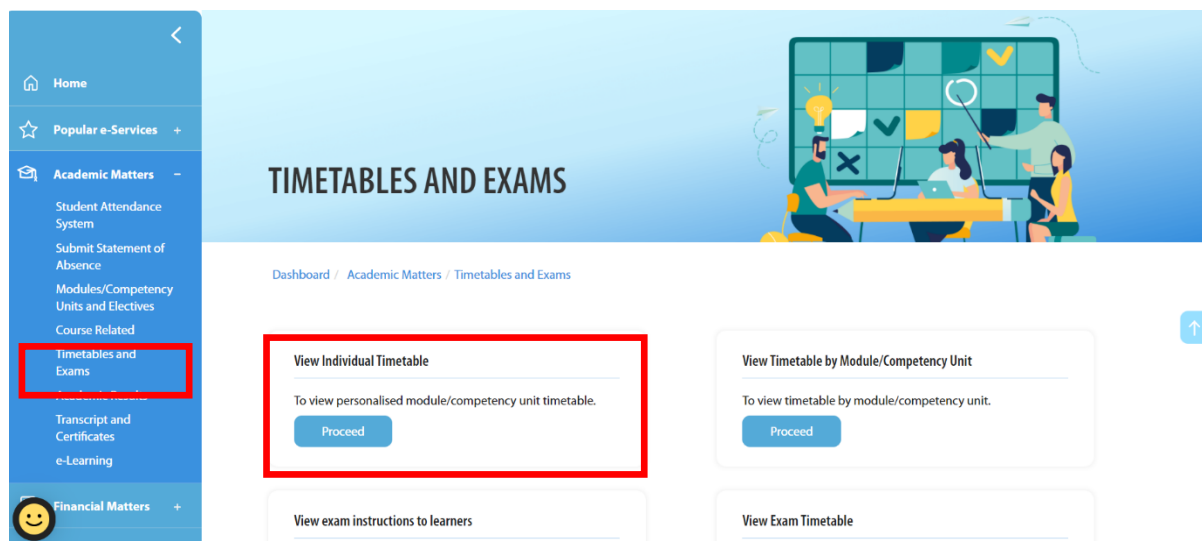 Home
Popular e-Services +
Academic Matters –
Student Attendance
System
Submit Statement of
Absence
Modules/Competency
Units and Electives
Course Related
Timetables and
Exams
Academic Results
Transcript and
Certificates
e-Learning
Financial Matters +
TIMETABLES AND EXAMS
Dashboard / Academic Matters / Timetables and Exams
View Individual Timetable
To view personalised module/competency unit timetable.
Proceed
View Timetable by Module/Competency Unit
To view timetable by module/competency unit.
Proceed
View exam instructions to learners
View Exam Timetable